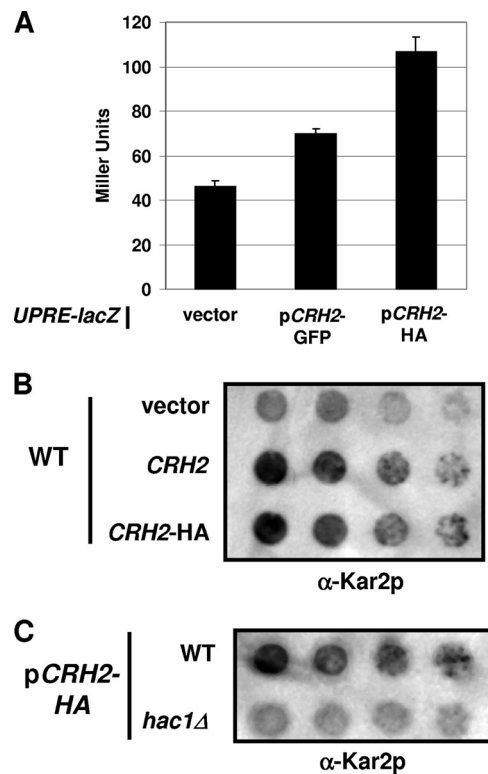 A
120
100
80
60
40
20
0
Miller Units
UPRE-lacZ
vector
pCRH2-
GFP
pCRH2-
HA
B
WT
vector
CRH2
CRH2-HA
α-Kar2p
C
pCRH2-
HA
WT
hac1Δ
α-Kar2p